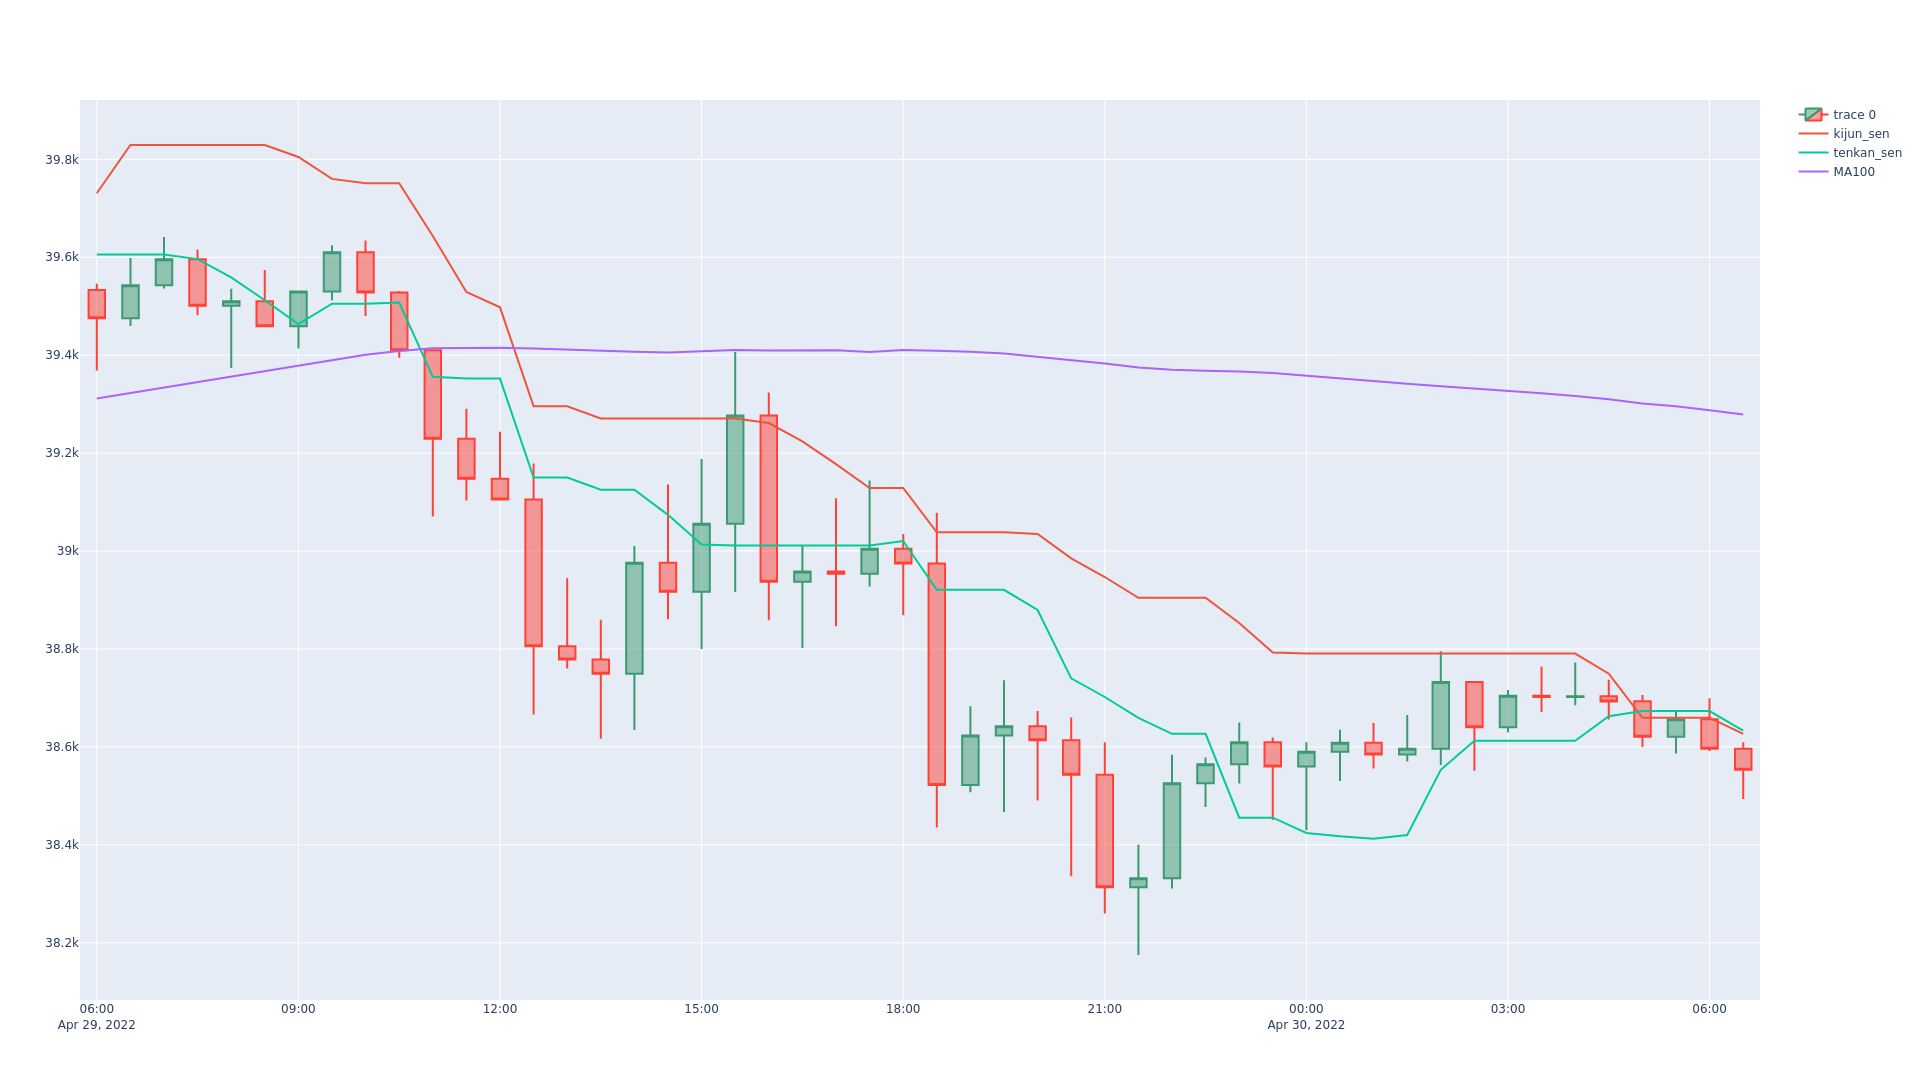 trace 0
kijun_sen
tenkan_sen
MA100
39.8k
39.6k
39.4k
39.2k
39k
38.8k
38.6k
38.4k
38.2k
06:00 09:00 12:00 15:00 18:00 21:00 00:00 03:00 06:00
Apr 29, 2022 Apr 30, 2022